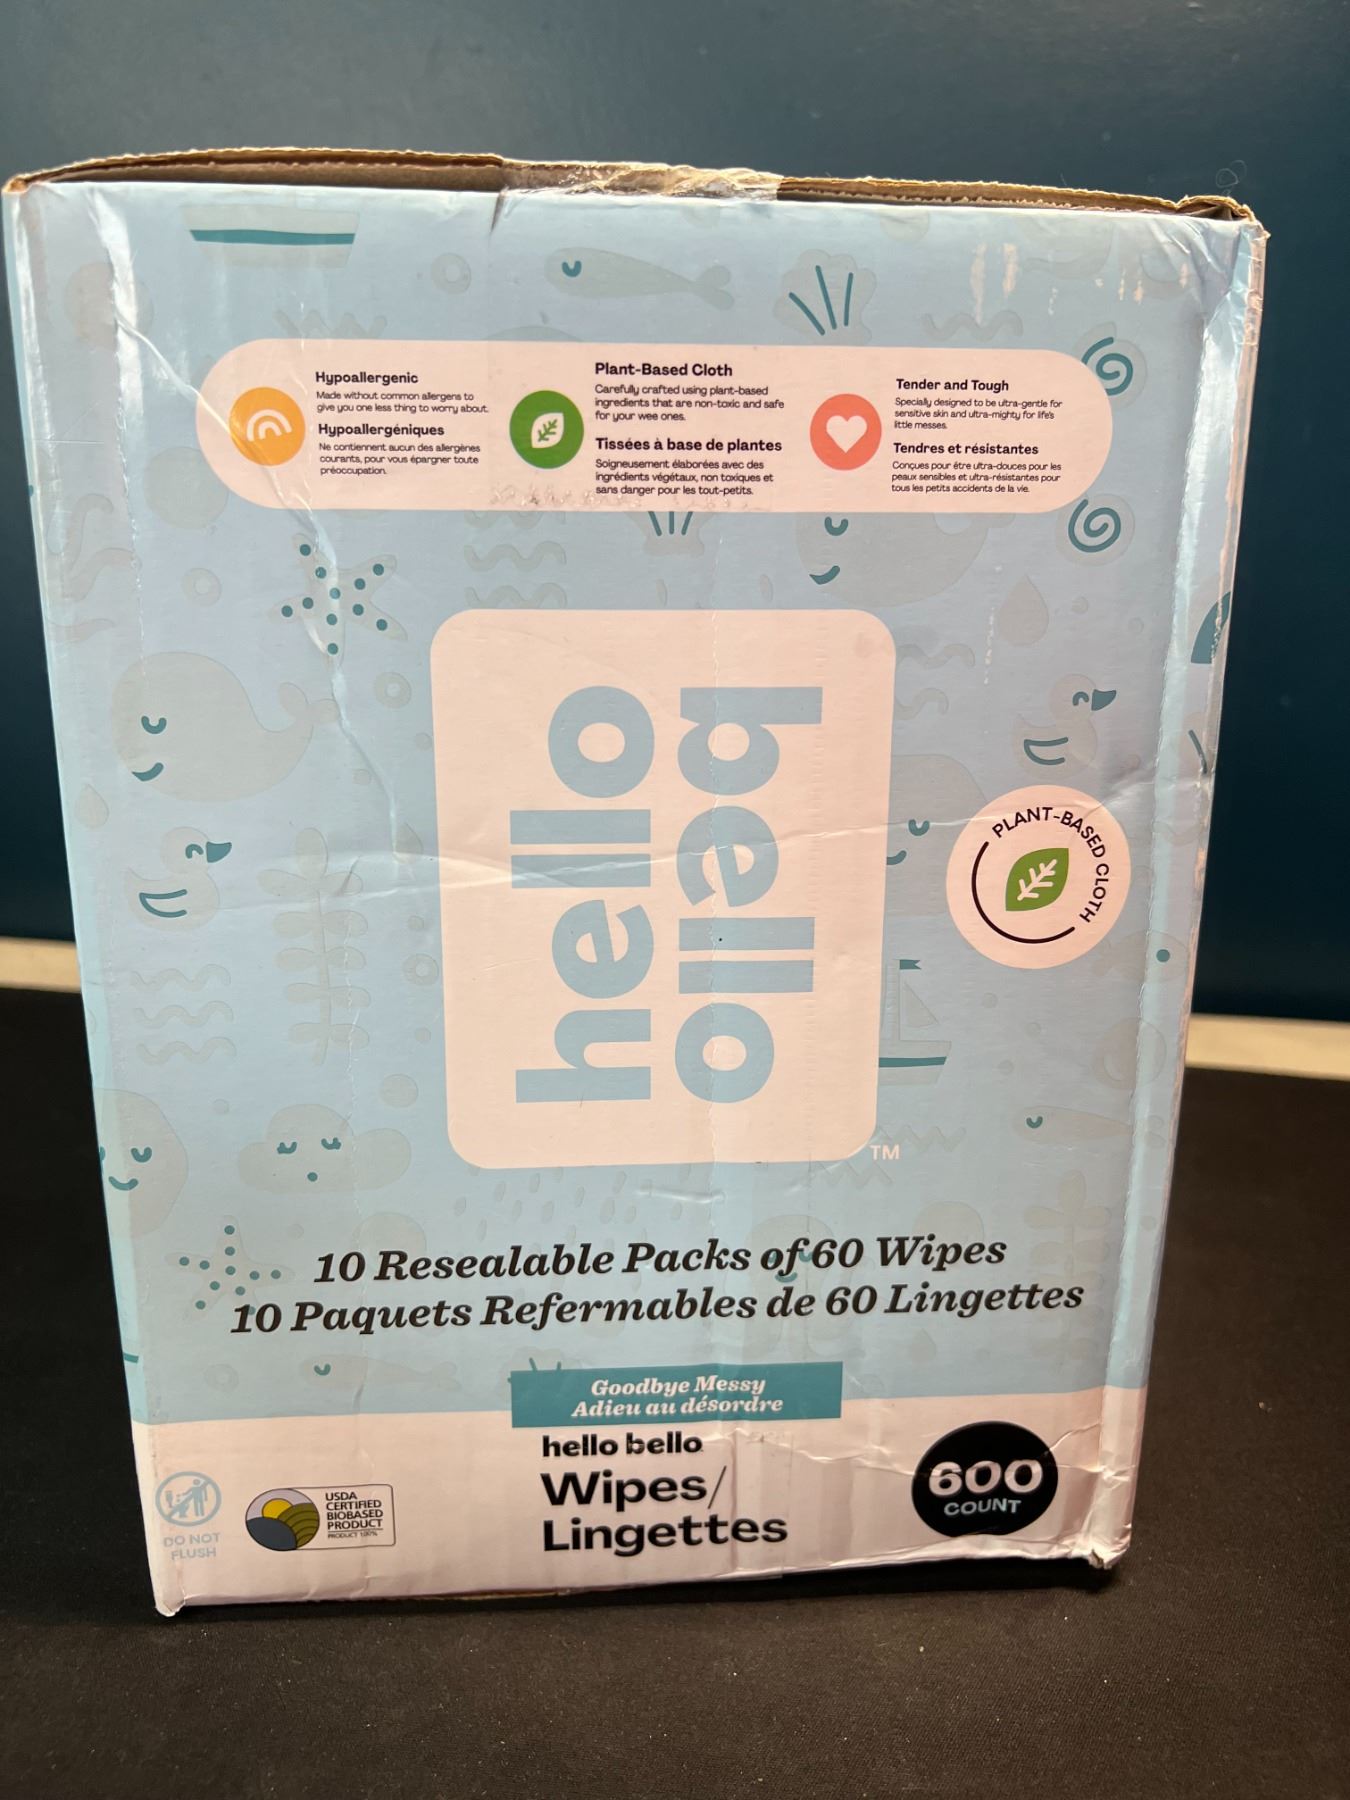 Hypoallergenic
Made without common allergens to
give you one less thing to worry about.
Hypoallergéniques
Ne contiennent aucun des allergènes
courants, pour vous épargner toute
préoccupation.
Plant-Based Cloth
Carefully crafted using plant-based
ingredients that are non-toxic and safe
for your wee ones.
Tissées à base de plantes
Soigneusement élaborées avec des
ingrédients végétaux, non toxiques et
sans danger pour les tout-petits.
Tender and Tough
Specially designed to be ultra-gentle for
sensitive skin and ultra-mighty for life's
little messes.
Tendres et résistantes
Conçues pour être ultra-douces pour les
peaux sensibles et ultra-résistantes pour
tous les petits accidents de la vie.
hello
bello
TM
PLANT-BASED CLOTH
10 Resealable Packs of 60 Wipes
10 Paquets Refermables de 60 Lingettes
Goodbye Messy
Adieu au désordre
hello bello
Wipes/
Lingettes
600
COUNT
DO NOT
FLUSH
USDA
CERTIFIED
BIOBASED
PRODUCT
PRODUCT 100%